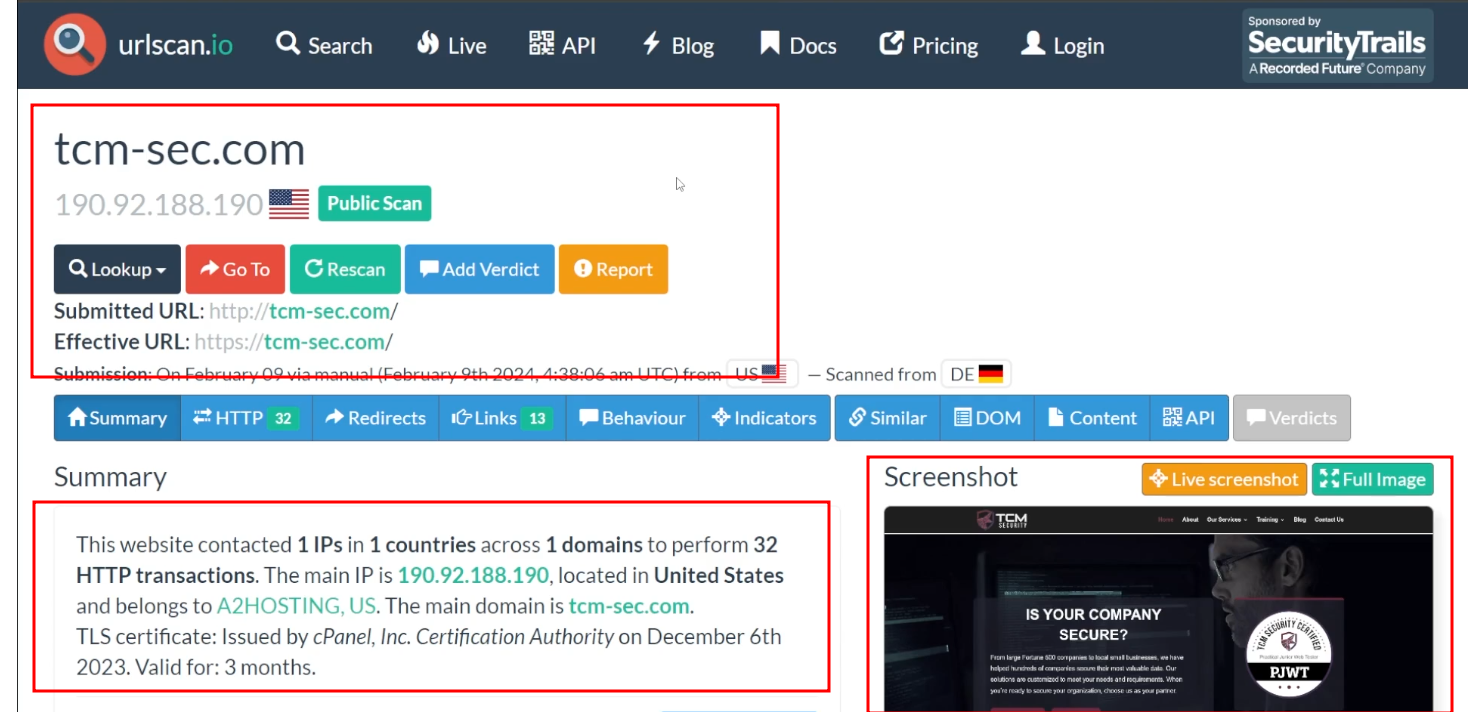 urlscan.io Search Live API Blog Docs Pricing Login
Sponsored by
SecurityTrails
A Recorded Future® Company
tcm-sec.com
190.92.188.190 Public Scan
Lookup Go To Rescan Add Verdict Report
Submitted URL: http://tcm-sec.com/
Effective URL: https://tcm-sec.com/
Submission: On February 09 via manual (February 9th 2024, 4:38:06 am UTC) from US — Scanned from DE
Summary HTTP 32 Redirects Links 13 Behaviour Indicators Similar DOM Content API Verdicts
Summary
This website contacted 1 IPs in 1 countries across 1 domains to perform 32
HTTP transactions. The main IP is 190.92.188.190, located in United States
and belongs to A2HOSTING, US. The main domain is tcm-sec.com.
TLS certificate: Issued by cPanel, Inc. Certification Authority on December 6th
2023. Valid for: 3 months.
Screenshot Live screenshot Full Image
TCM
SECURITY
Home About Our Services Training Blog Contact Us
IS YOUR COMPANY
SECURE?
From large Fortune 500 companies to local small businesses, we have
helped hundreds of companies secure their most valuable data. Our
solutions are customized to meet your needs and requirements. When
you're ready to secure your organization, choose us as your partner.
TCM SECURITY CERTIFIED
PJWT